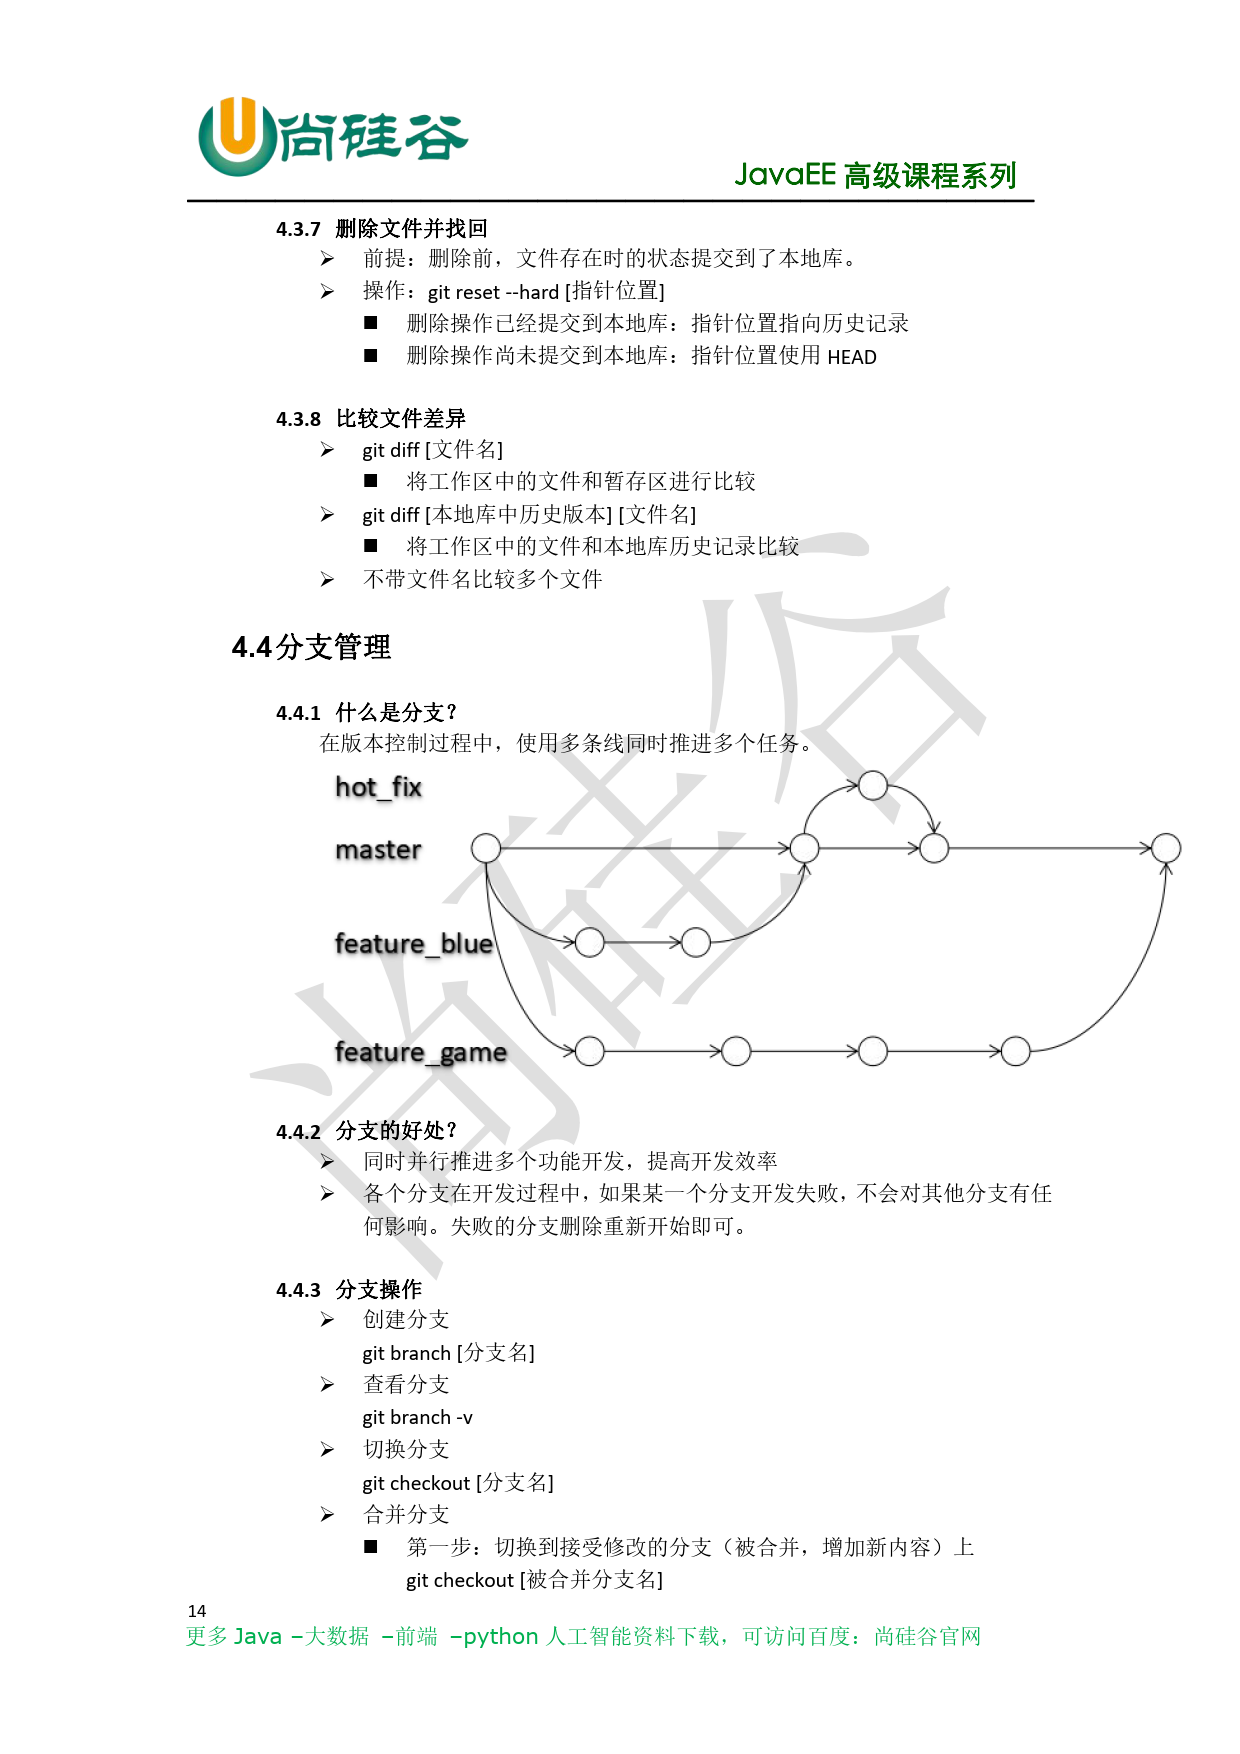 尚硅谷
JavaEE 高级课程系列
4.3.7 删除文件并找回
➢ 前提：删除前，文件存在时的状态提交到了本地库。
➢ 操作：git reset --hard [指针位置]
■ 删除操作已经提交到本地库：指针位置指向历史记录
■ 删除操作尚未提交到本地库：指针位置使用 HEAD
4.3.8 比较文件差异
➢ git diff [文件名]
■ 将工作区中的文件和暂存区进行比较
➢ git diff [本地库中历史版本] [文件名]
■ 将工作区中的文件和本地库历史记录比较
➢ 不带文件名比较多个文件
4.4 分支管理
4.4.1 什么是分支？
在版本控制过程中，使用多条线同时推进多个任务。
hot_fix
master
feature_blue
feature_game
4.4.2 分支的好处？
➢ 同时并行推进多个功能开发，提高开发效率
➢ 各个分支在开发过程中，如果某一个分支开发失败，不会对其他分支有任
何影响。失败的分支删除重新开始即可。
4.4.3 分支操作
➢ 创建分支
git branch [分支名]
➢ 查看分支
git branch -v
➢ 切换分支
git checkout [分支名]
➢ 合并分支
■ 第一步：切换到接受修改的分支（被合并，增加新内容）上
git checkout [被合并分支名]
14
更多 Java –大数据 –前端 –python 人工智能资料下载，可访问百度：尚硅谷官网
尚硅谷